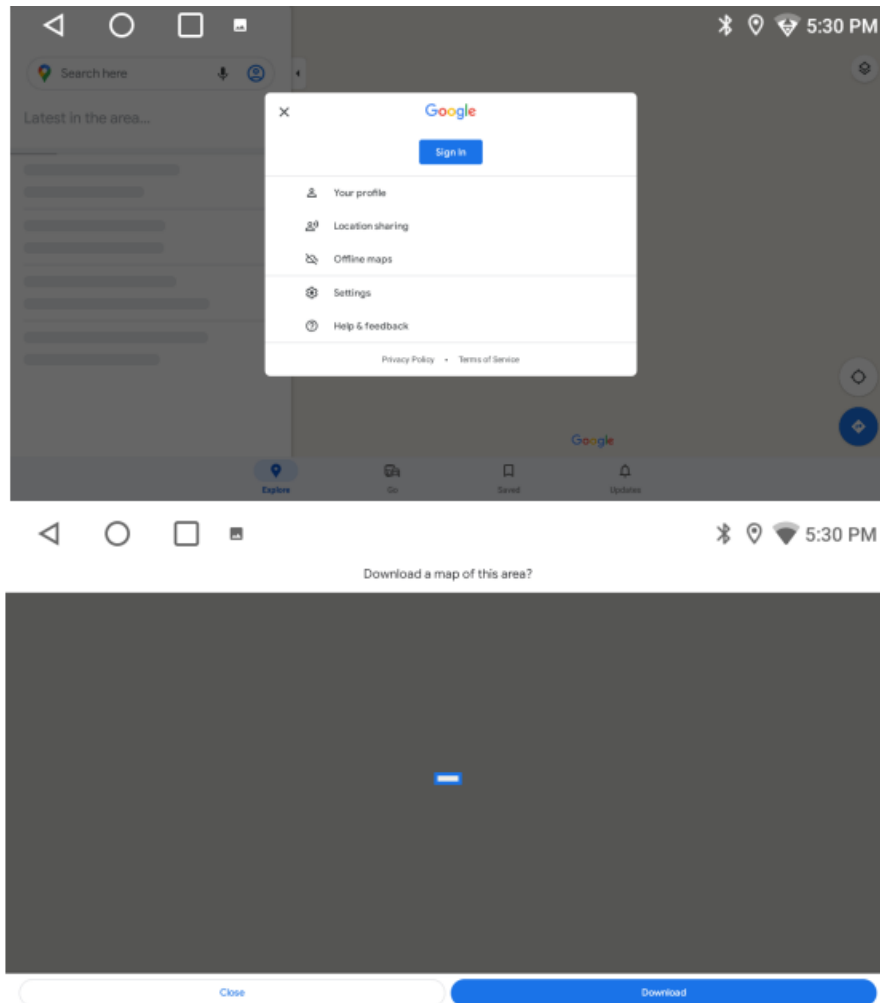 5:30 PM
Search here
Latest in the area...
Google
Sign in
Your profile
Location sharing
Offline maps
Settings
Help & feedback
Privacy Policy • Terms of Service
Google
Explore
Go
Saved
Updates
5:30 PM
Download a map of this area?
Close
Download